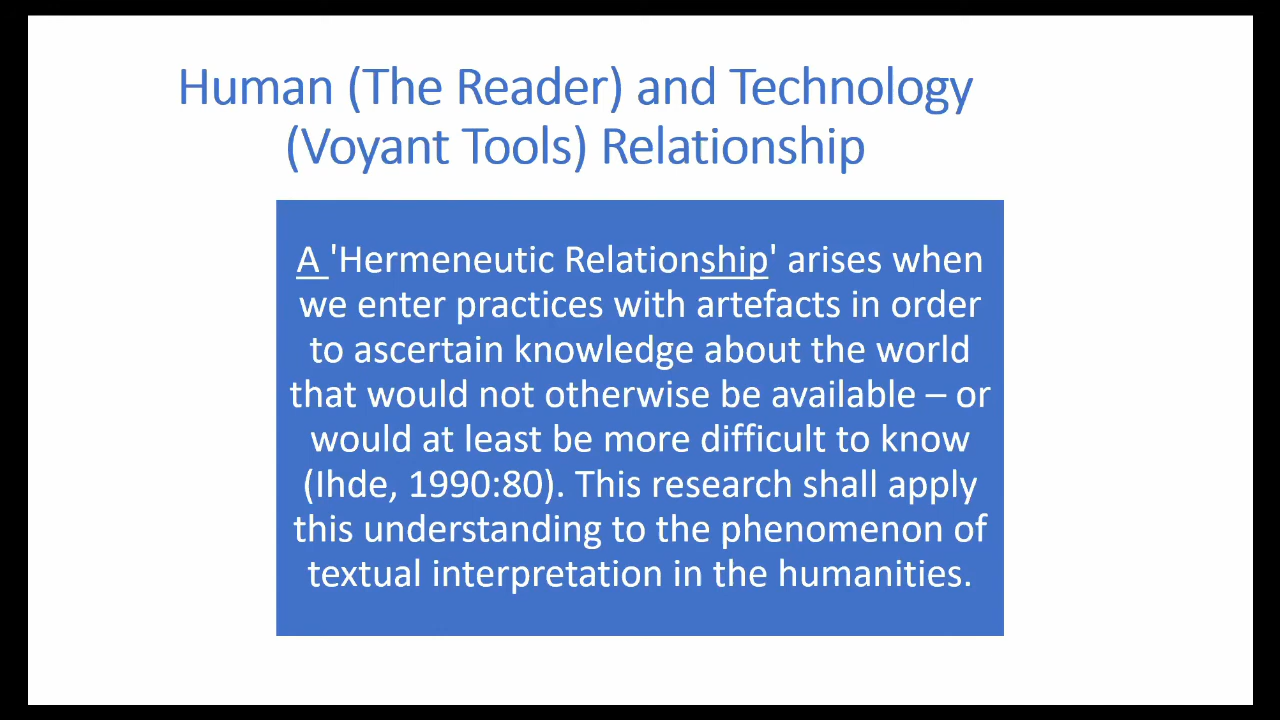 Human (The Reader) and Technology
(Voyant Tools) Relationship
A 'Hermeneutic Relationship' arises when
we enter practices with artefacts in order
to ascertain knowledge about the world
that would not otherwise be available – or
would at least be more difficult to know
(Ihde, 1990:80). This research shall apply
this understanding to the phenomenon of
textual interpretation in the humanities.